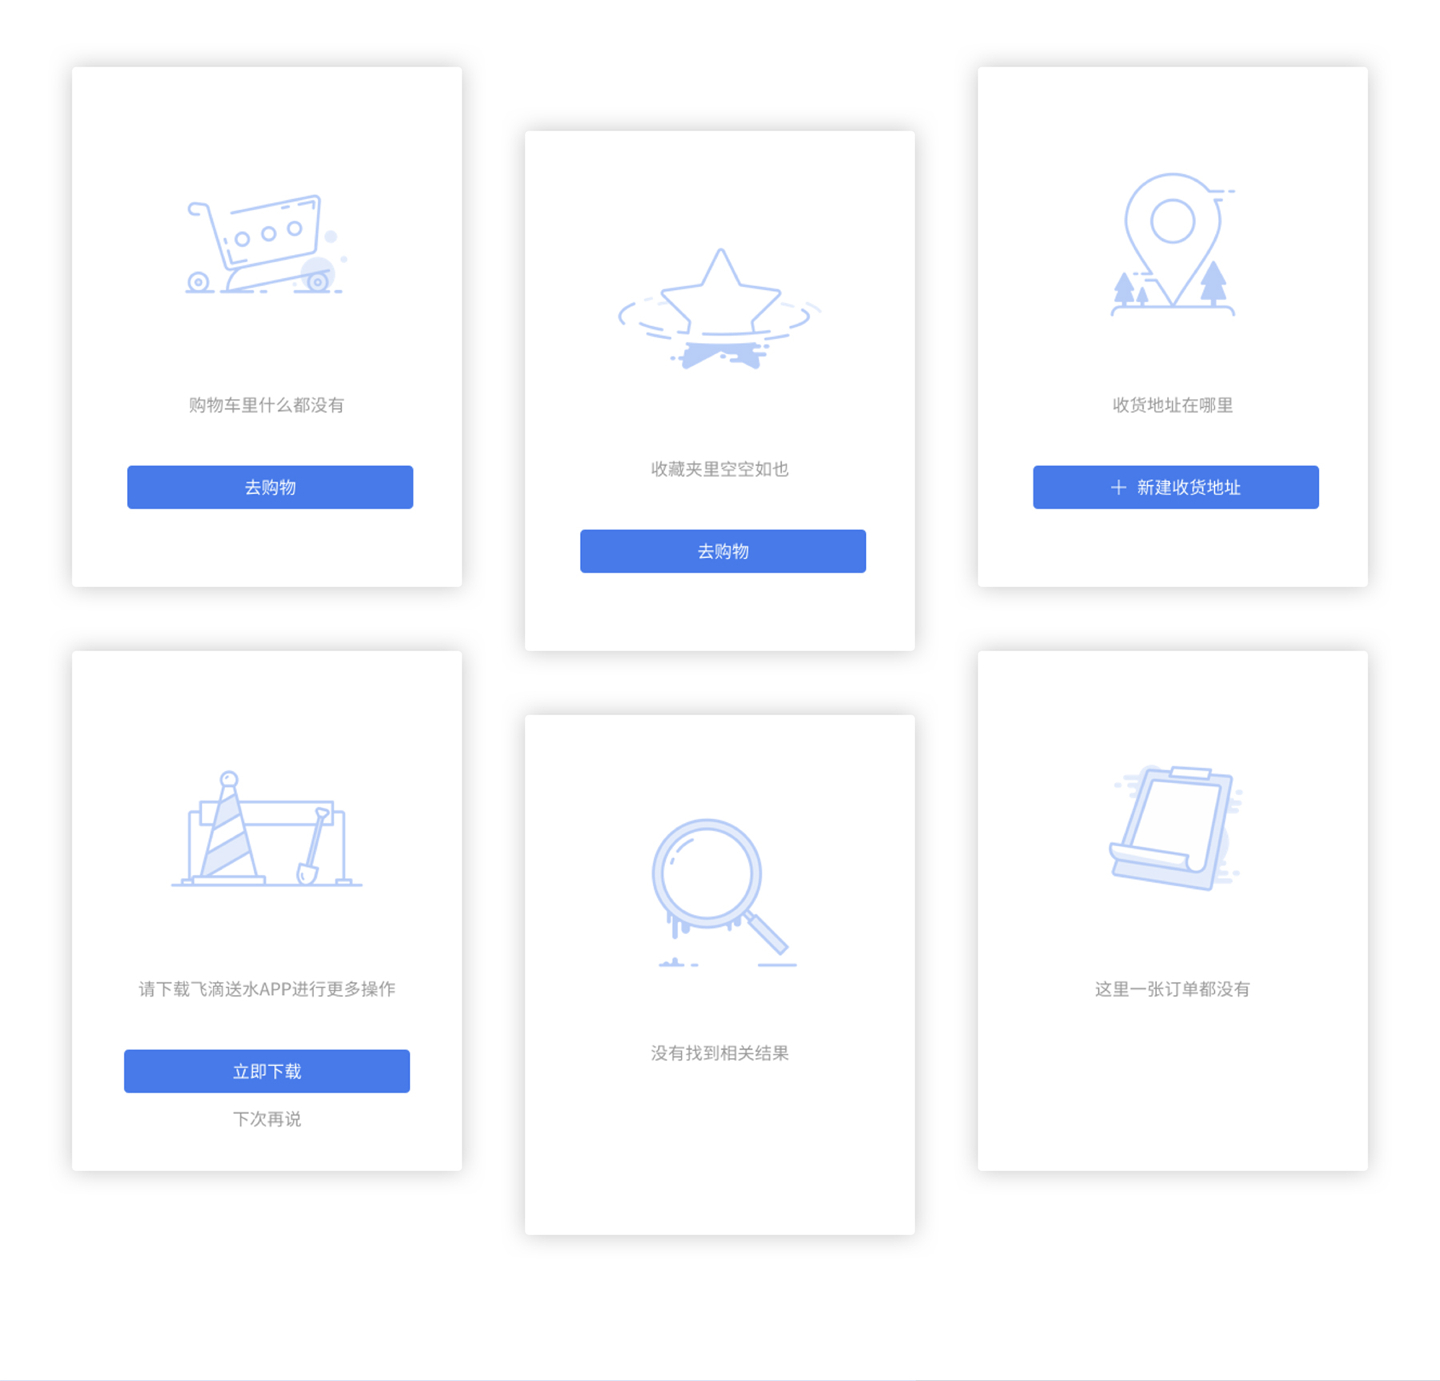 购物车里什么都没有
去购物
收藏夹里空空如也
去购物
收货地址在哪里
新建收货地址
请下载飞滴送水APP进行更多操作
立即下载
下次再说
没有找到相关结果
这里一张订单都没有